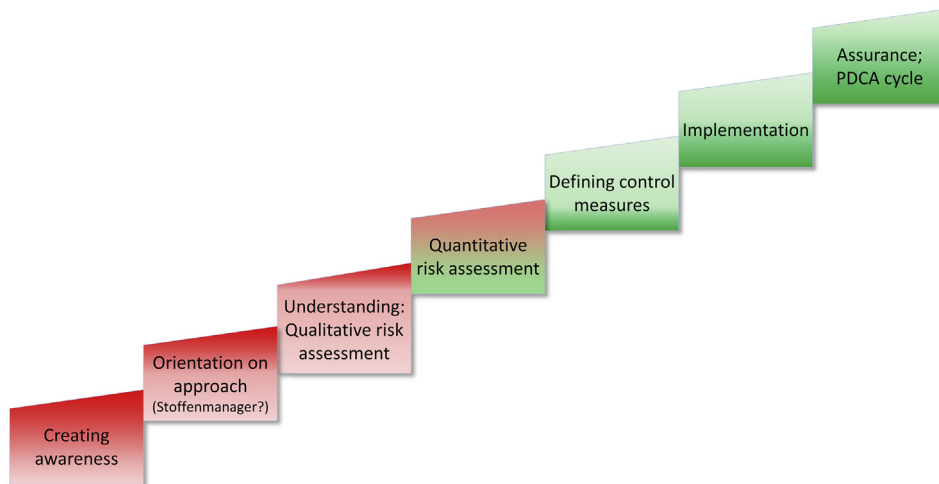 Creating
awareness
Orientation on
approach
(Stoffenmanager?)
Understanding:
Qualitative risk
assessment
Quantitative
risk assessment
Defining control
measures
Implementation
Assurance;
PDCA cycle